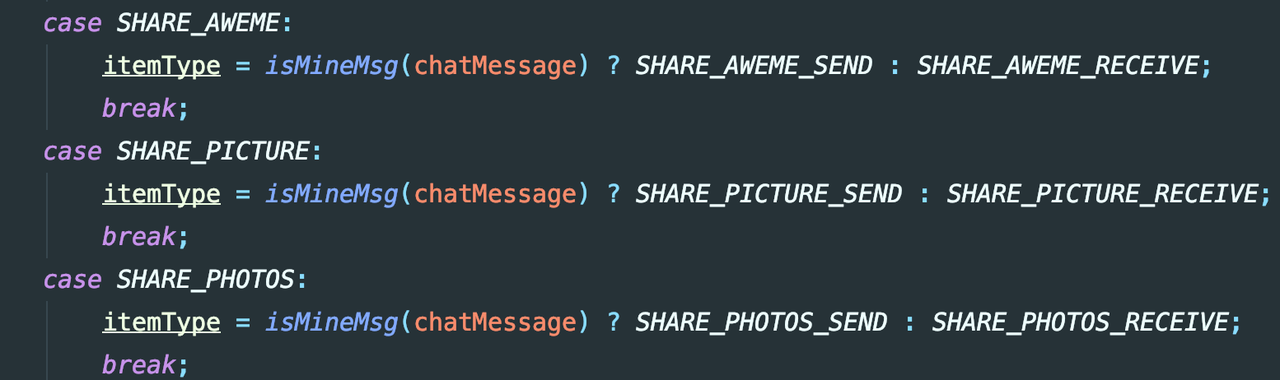 case SHARE_AWEME:
itemType = isMineMsg(chatMessage) ? SHARE_AWEME_SEND : SHARE_AWEME_RECEIVE;
break;
case SHARE_PICTURE:
itemType = isMineMsg(chatMessage) ? SHARE_PICTURE_SEND : SHARE_PICTURE_RECEIVE;
break;
case SHARE_PHOTOS:
itemType = isMineMsg(chatMessage) ? SHARE_PHOTOS_SEND : SHARE_PHOTOS_RECEIVE;
break;